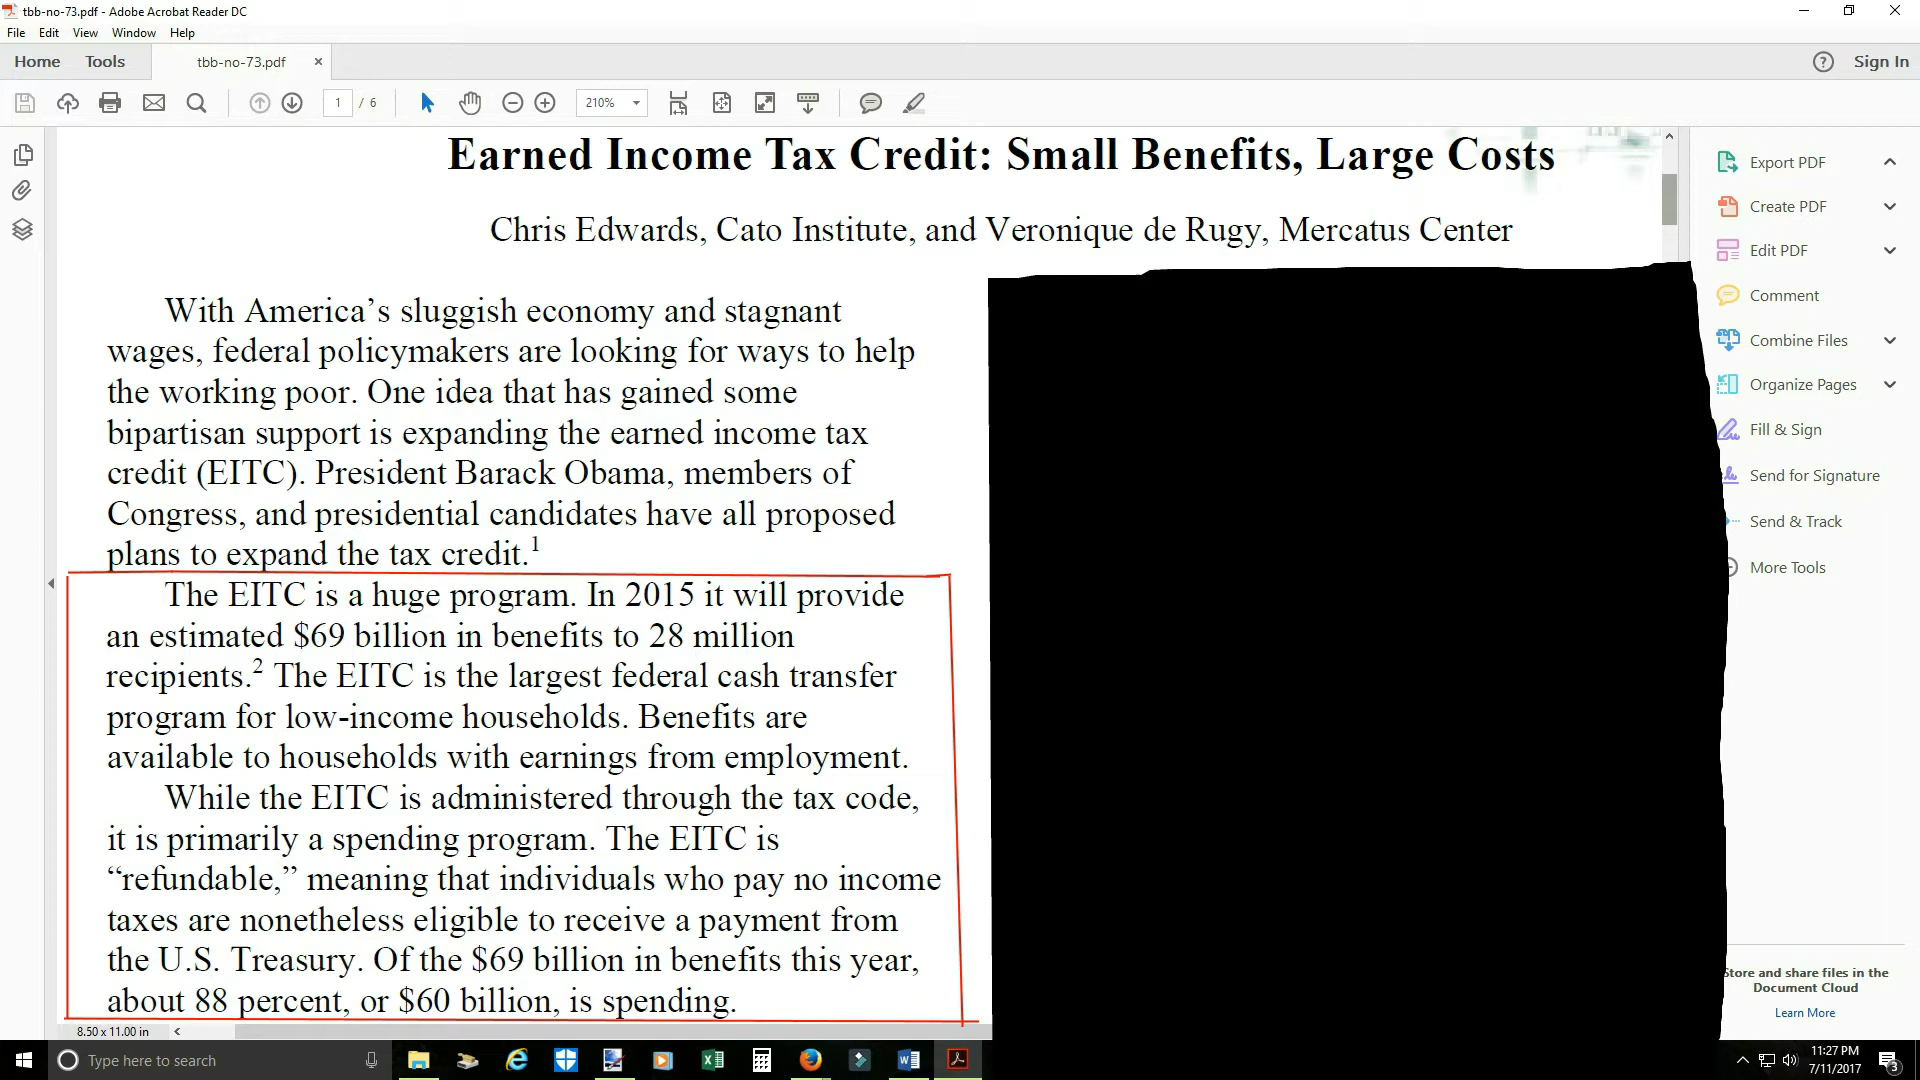 tbb-no-73.pdf - Adobe Acrobat Reader DC
File Edit View Window Help
Home Tools tbb-no-73.pdf × Sign In
1 / 6 210%
Earned Income Tax Credit: Small Benefits, Large Costs
Chris Edwards, Cato Institute, and Veronique de Rugy, Mercatus Center
With America’s sluggish economy and stagnant
wages, federal policymakers are looking for ways to help
the working poor. One idea that has gained some
bipartisan support is expanding the earned income tax
credit (EITC). President Barack Obama, members of
Congress, and presidential candidates have all proposed
plans to expand the tax credit.1
The EITC is a huge program. In 2015 it will provide
an estimated $69 billion in benefits to 28 million
recipients.2 The EITC is the largest federal cash transfer
program for low-income households. Benefits are
available to households with earnings from employment.
While the EITC is administered through the tax code,
it is primarily a spending program. The EITC is
“refundable,” meaning that individuals who pay no income
taxes are nonetheless eligible to receive a payment from
the U.S. Treasury. Of the $69 billion in benefits this year,
about 88 percent, or $60 billion, is spending.
8.50 x 11.00 in
Export PDF
Create PDF
Edit PDF
Comment
Combine Files
Organize Pages
Fill & Sign
Send for Signature
Send & Track
More Tools
Store and share files in the
Document Cloud
Learn More
Type here to search
11:27 PM
7/11/2017
3